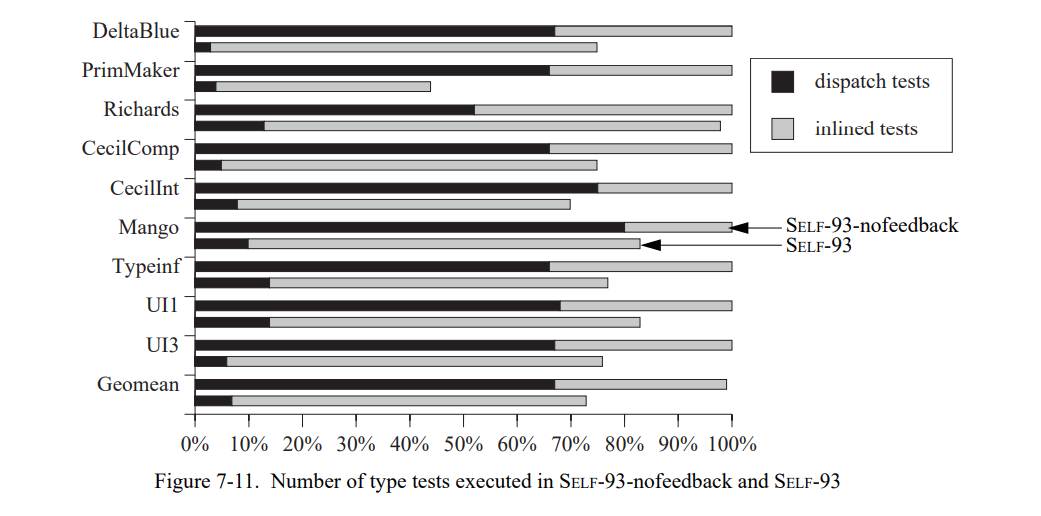 DeltaBlue
PrimMaker
Richards
CecilComp
CecilInt
Mango
Typeinf
UI1
UI3
Geomean
dispatch tests
inlined tests
SELF-93-nofeedback
SELF-93
0% 10% 20% 30% 40% 50% 60% 70% 80% 90% 100%
Figure 7-11. Number of type tests executed in SELF-93-nofeedback and SELF-93